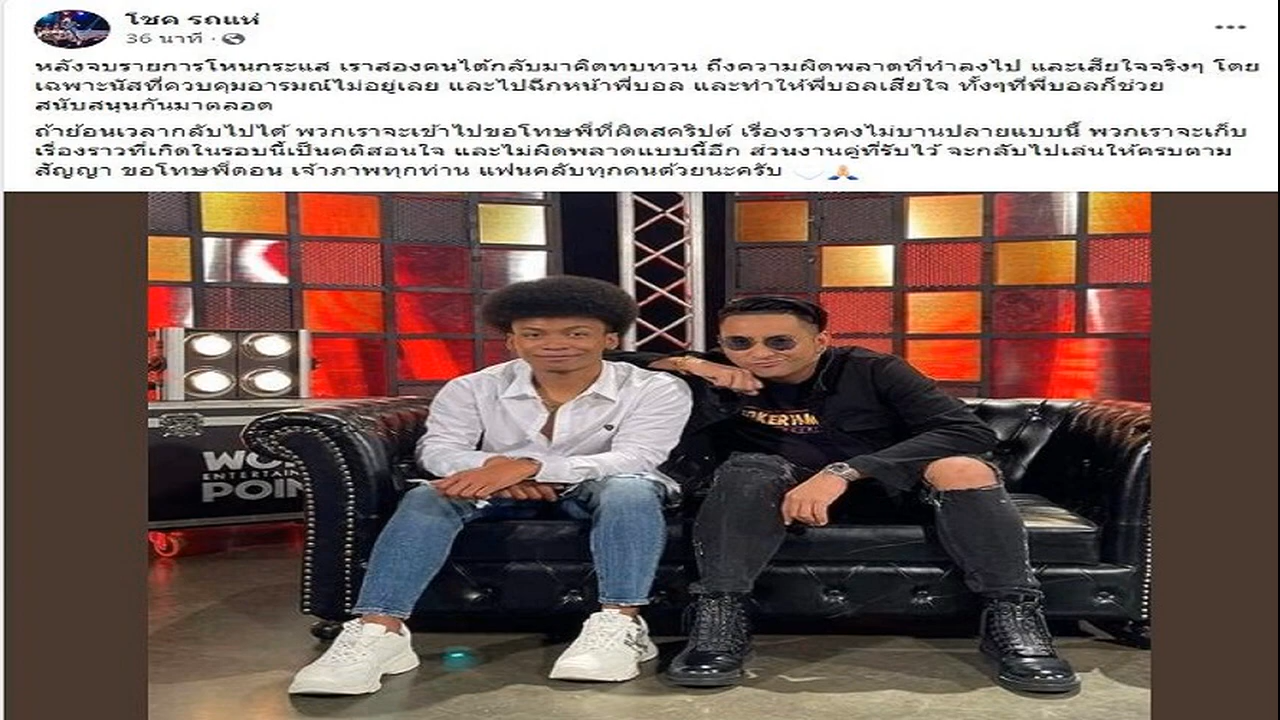 โชค รถแห่
36 นาที ·
หลังจบรายการโหนกระแส เราสองคนได้กลับมาคิดทบทวน ถึงความผิดพลาดที่ทำลงไป และเสียใจจริงๆ โดย
เฉพาะนัสที่ควบคุมอารมณ์ไม่อยู่เลย และไปฉีกหน้าพี่บอล และทำให้พี่บอลเสียใจ ทั้งๆที่พี่บอลก็ช่วย
สนับสนุนกันมาตลอด
ถ้าย้อนเวลากลับไปได้ พวกเราจะเข้าไปขอโทษพี่ที่ผิดสคริปต์ เรื่องราวคงไม่บานปลายแบบนี้ พวกเราจะเก็บ
เรื่องราวที่เกิดในรอบนี้เป็นคติสอนใจ และไม่ผิดพลาดแบบนี้อีก ส่วนงานคู่ที่รับไว้ จะกลับไปเล่นให้ครบตาม
สัญญา ขอโทษพี่ดอน เจ้าภาพทุกท่าน แฟนคลับทุกคนด้วยนะครับ 🤍🙏🏻
WO
ENTERTAIN
POIN